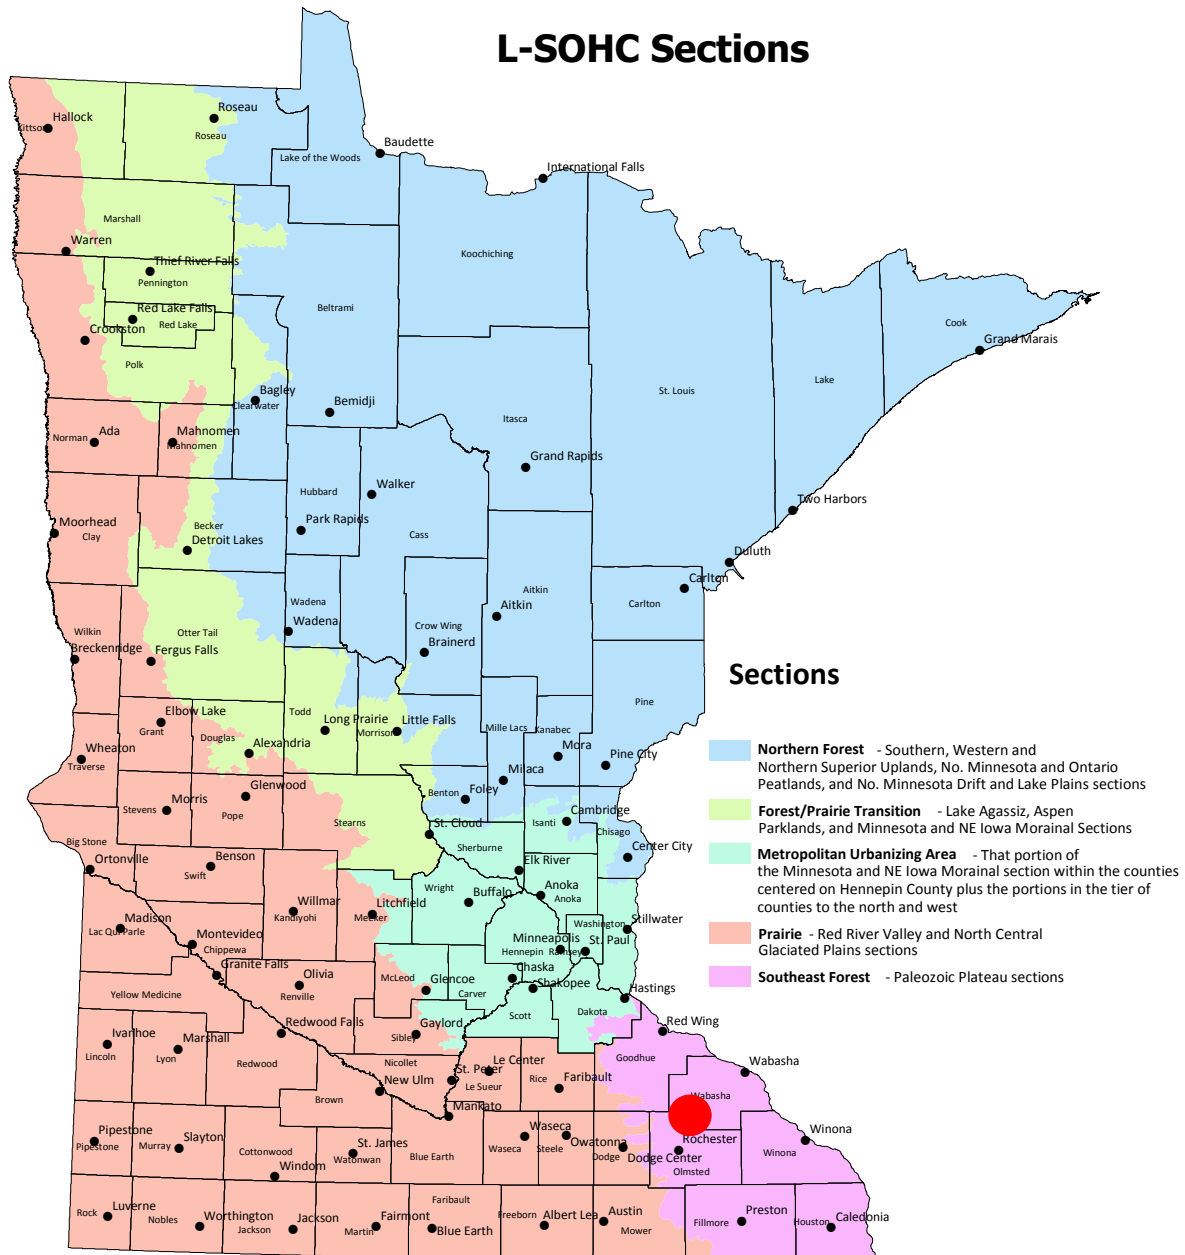 L-SOHC Sections
Roseau
Hallock
Kittson
Roseau
Baudette
Lake of the Woods
International Falls
Marshall
Warren
Koochiching
Thief River Falls
Pennington
Beltrami
Red Lake Falls
Red Lake
Crookston
Cook
Grand Marais
Polk
Lake
St. Louis
Bagley
Clearwater
Bemidji
Itasca
Ada
Norman
Mahnomen
Mahnomen
Grand Rapids
Walker
Hubbard
Two Harbors
Park Rapids
Moorhead
Clay
Becker
Detroit Lakes
Cass
Duluth
Carlton
Aitkin
Carlton
Wadena
Aitkin
Wadena
Crow Wing
Brainerd
Wilkin
Otter Tail
Breckenridge
Fergus Falls
Sections
Pine
Elbow Lake
Grant
Todd
Long Prairie
Little Falls
Morrison
Mille Lacs
Kanabec
Douglas
Alexandria
Wheaton
Traverse
Mora
Pine City
Northern Forest - Southern, Western and
Northern Superior Uplands, No. Minnesota and Ontario
Peatlands, and No. Minnesota Drift and Lake Plains sections
Milaca
Glenwood
Morris
Stevens
Pope
Benton
Foley
Forest/Prairie Transition - Lake Agassiz, Aspen
Parklands, and Minnesota and NE Iowa Morainal Sections
Cambridge
Isanti
Chisago
Stearns
St. Cloud
Big Stone
Sherburne
Ortonville
Benson
Swift
Elk River
Center City
Metropolitan Urbanizing Area - That portion of
the Minnesota and NE Iowa Morainal section within the counties
centered on Hennepin County plus the portions in the tier of
counties to the north and west
Wright
Buffalo
Anoka
Anoka
Willmar
Kandiyohi
Litchfield
Meeker
Madison
Lac Qui Parle
Washington
Stillwater
Montevideo
Chippewa
Minneapolis
Hennepin
Ramsey
St. Paul
Prairie - Red River Valley and North Central
Glaciated Plains sections
Granite Falls
Olivia
Renville
McLeod
Glencoe
Carver
Chaska
Shakopee
Southeast Forest - Paleozoic Plateau sections
Yellow Medicine
Hastings
Scott
Dakota
Redwood Falls
Gaylord
Sibley
Red Wing
Ivanhoe
Lincoln
Marshall
Lyon
Redwood
Nicollet
Le Center
Goodhue
Wabasha
St. Peter
Le Sueur
Rice
Faribault
New Ulm
Brown
Wabasha
Mankato
Pipestone
Pipestone
Slayton
Murray
Cottonwood
St. James
Watonwan
Blue Earth
Waseca
Waseca
Steele
Owatonna
Dodge
Dodge Center
Rochester
Olmsted
Winona
Winona
Windom
Luverne
Rock
Nobles
Worthington
Jackson
Jackson
Fairmont
Martin
Faribault
Blue Earth
Freeborn
Albert Lea
Austin
Mower
Preston
Fillmore
Houston
Caledonia